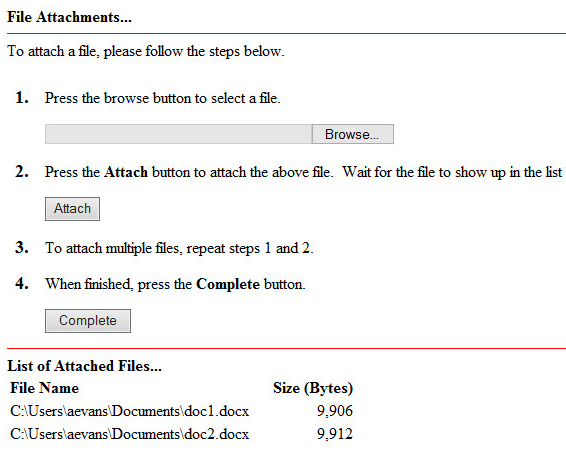 File Attachments...
To attach a file, please follow the steps below.
1. Press the browse button to select a file.
Browse...
2. Press the Attach button to attach the above file. Wait for the file to show up in the list
Attach
3. To attach multiple files, repeat steps 1 and 2.
4. When finished, press the Complete button.
Complete
List of Attached Files...
File Name Size (Bytes)
C:\Users\aevans\Documents\doc1.docx 9,906
C:\Users\aevans\Documents\doc2.docx 9,912